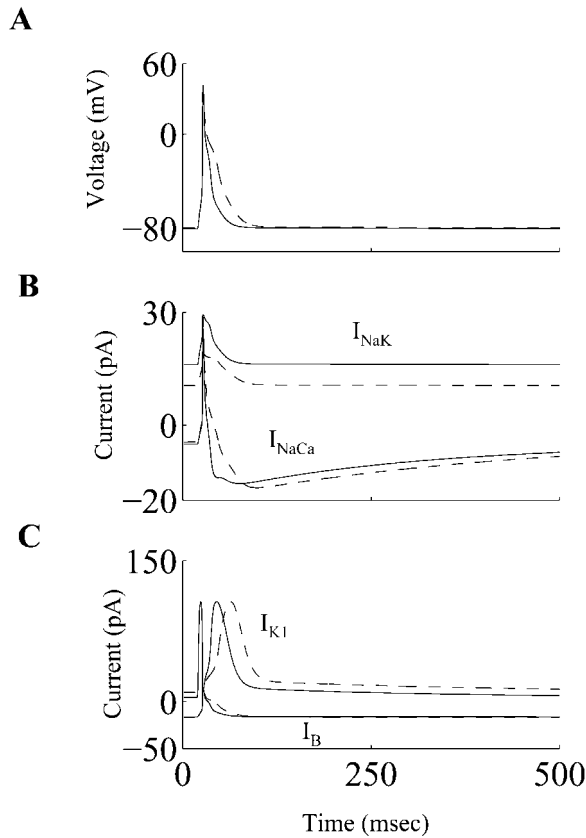 A
60
0
−80
Voltage (mV)
B
30
0
−20
Current (pA)
I_NaK
I_NaCa
C
150
0
−50
Current (pA)
I_K1
I_B
0
250
500
Time (msec)